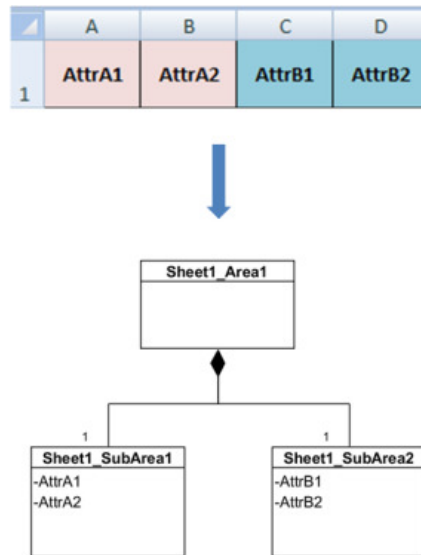 A B C D
1 AttrA1 AttrA2 AttrB1 AttrB2
Sheet1_Area1
1 1
Sheet1_SubArea1 Sheet1_SubArea2
-AttrA1 -AttrB1
-AttrA2 -AttrB2